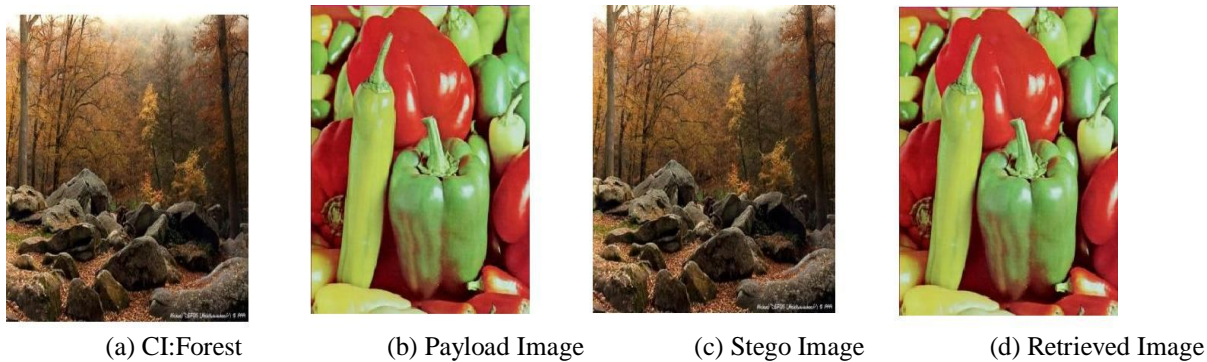 (a) CI:Forest
(b) Payload Image
(c) Stego Image
(d) Retrieved Image